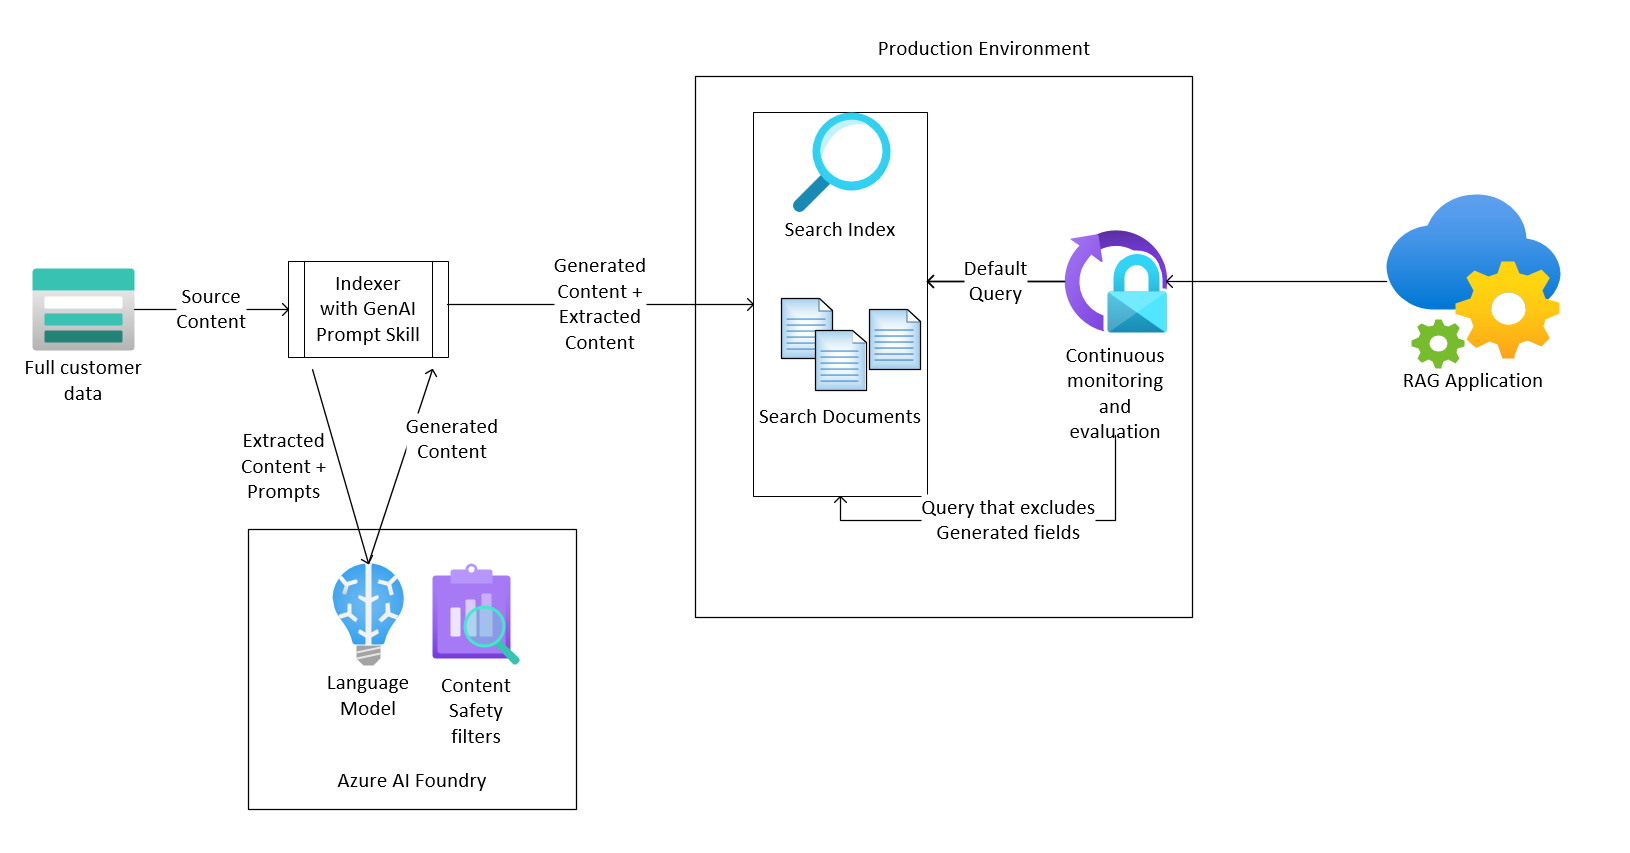 Production Environment
Search Index
Search Documents
Default
Query
Continuous
monitoring
and
evaluation
Query that excludes
Generated fields
RAG Application
Full customer
data
Source
Content
Indexer
with GenAI
Prompt Skill
Generated
Content +
Extracted
Content
Extracted
Content +
Prompts
Generated
Content
Language
Model
Content
Safety
filters
Azure AI Foundry